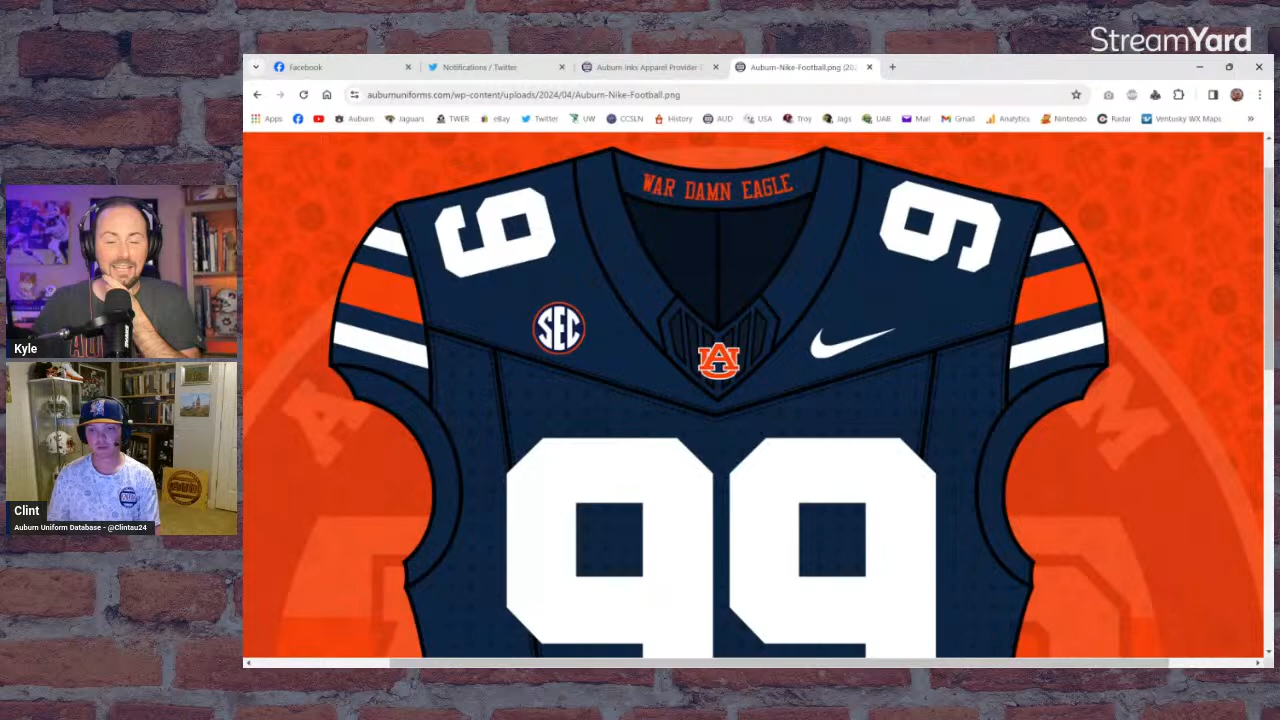 StreamYard
Facebook
Notifications / Twitter
Auburn Inks Apparel Provider
Auburn-Nike-Football.png (202
auburnuniforms.com/wp-content/uploads/2024/04/Auburn-Nike-Football.png
Apps
Auburn
Jaguars
TWER
eBay
Twitter
UW
CCSLN
History
AUD
USA
Troy
Jags
UAB
Mail
Gmail
Analytics
Nintendo
Radar
Ventusky WX Maps
WAR DAMN EAGLE
9
9
SEC
AU
99
Kyle
Clint
Auburn Uniform Database - @Clintau24